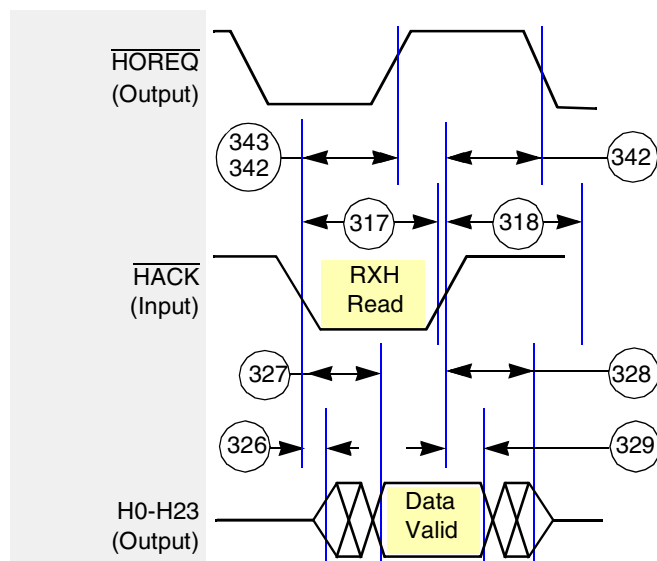 HOREQ
(Output)
343
342
342
317
318
HACK
(Input)
RXH
Read
327
328
326
329
H0-H23
(Output)
Data
Valid